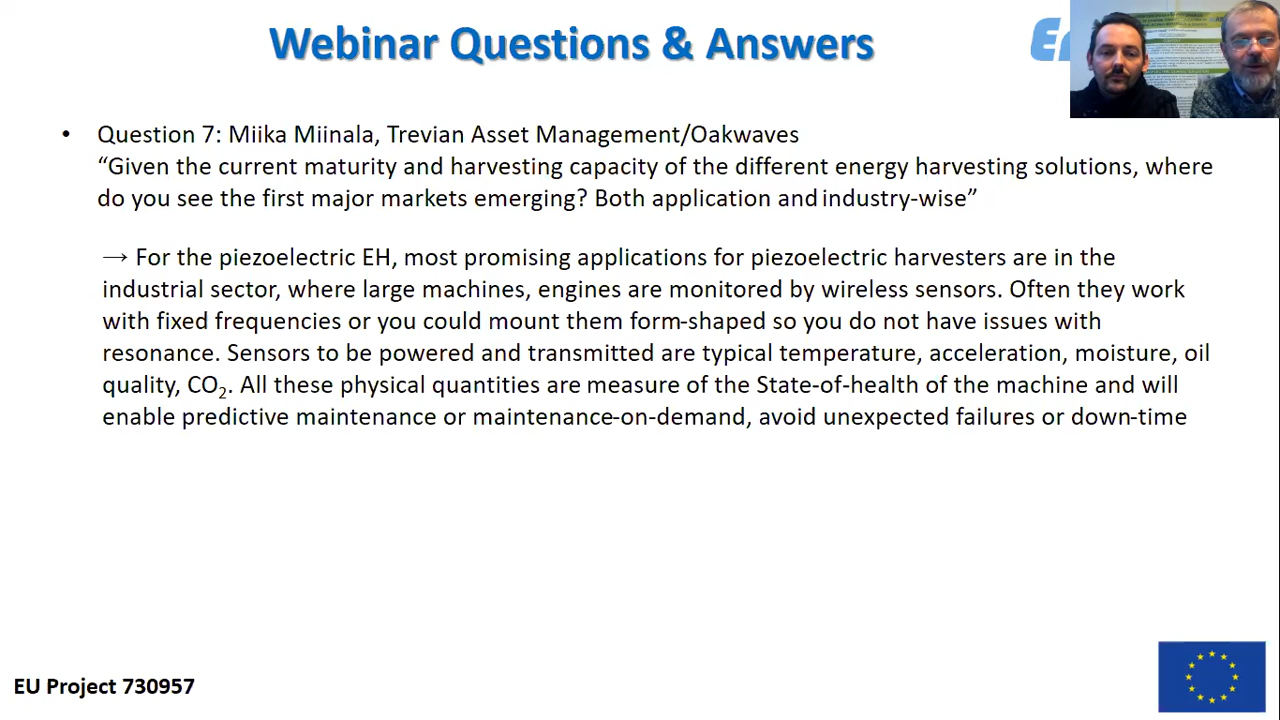 Webinar Questions & Answers
• Question 7: Miika Miinala, Trevian Asset Management/Oakwaves
“Given the current maturity and harvesting capacity of the different energy harvesting solutions, where
do you see the first major markets emerging? Both application and industry-wise”
→ For the piezoelectric EH, most promising applications for piezoelectric harvesters are in the
industrial sector, where large machines, engines are monitored by wireless sensors. Often they work
with fixed frequencies or you could mount them form-shaped so you do not have issues with
resonance. Sensors to be powered and transmitted are typical temperature, acceleration, moisture, oil
quality, CO₂. All these physical quantities are measure of the State-of-health of the machine and will
enable predictive maintenance or maintenance-on-demand, avoid unexpected failures or down-time
EU Project 730957